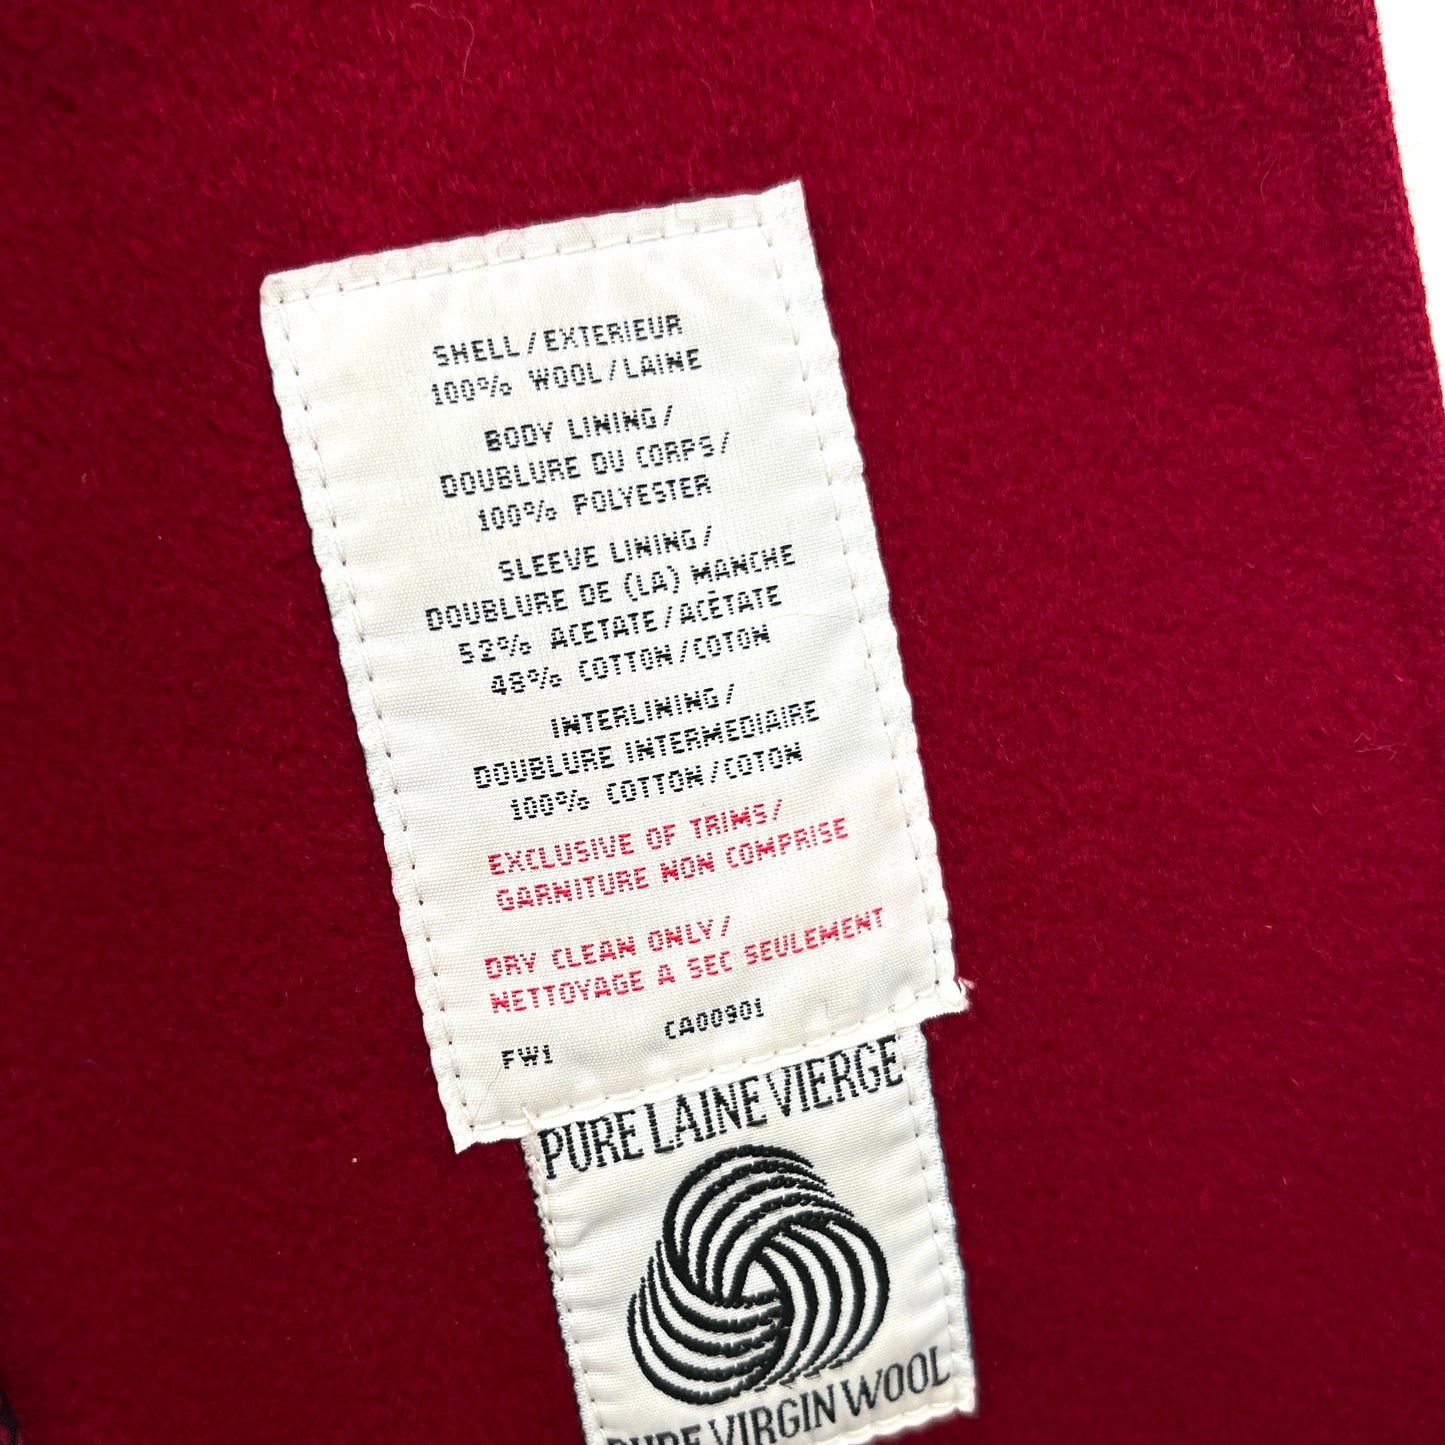 SHELL/EXTERIEUR
100% WOOL/LAINE
BODY LINING/
DOUBLURE DU CORPS/
100% POLYESTER
SLEEVE LINING/
DOUBLURE DE (LA) MANCHE
52% ACETATE/ACÉTATE
48% COTTON/COTON
INTERLINING/
DOUBLURE INTERMEDIAIRE
100% COTTON/COTON
EXCLUSIVE OF TRIMS/
GARNITURE NON COMPRISE
DRY CLEAN ONLY/
NETTOYAGE A SEC SEULEMENT
FW1 CA00901
PURE LAINE VIERGE
PURE VIRGIN WOOL